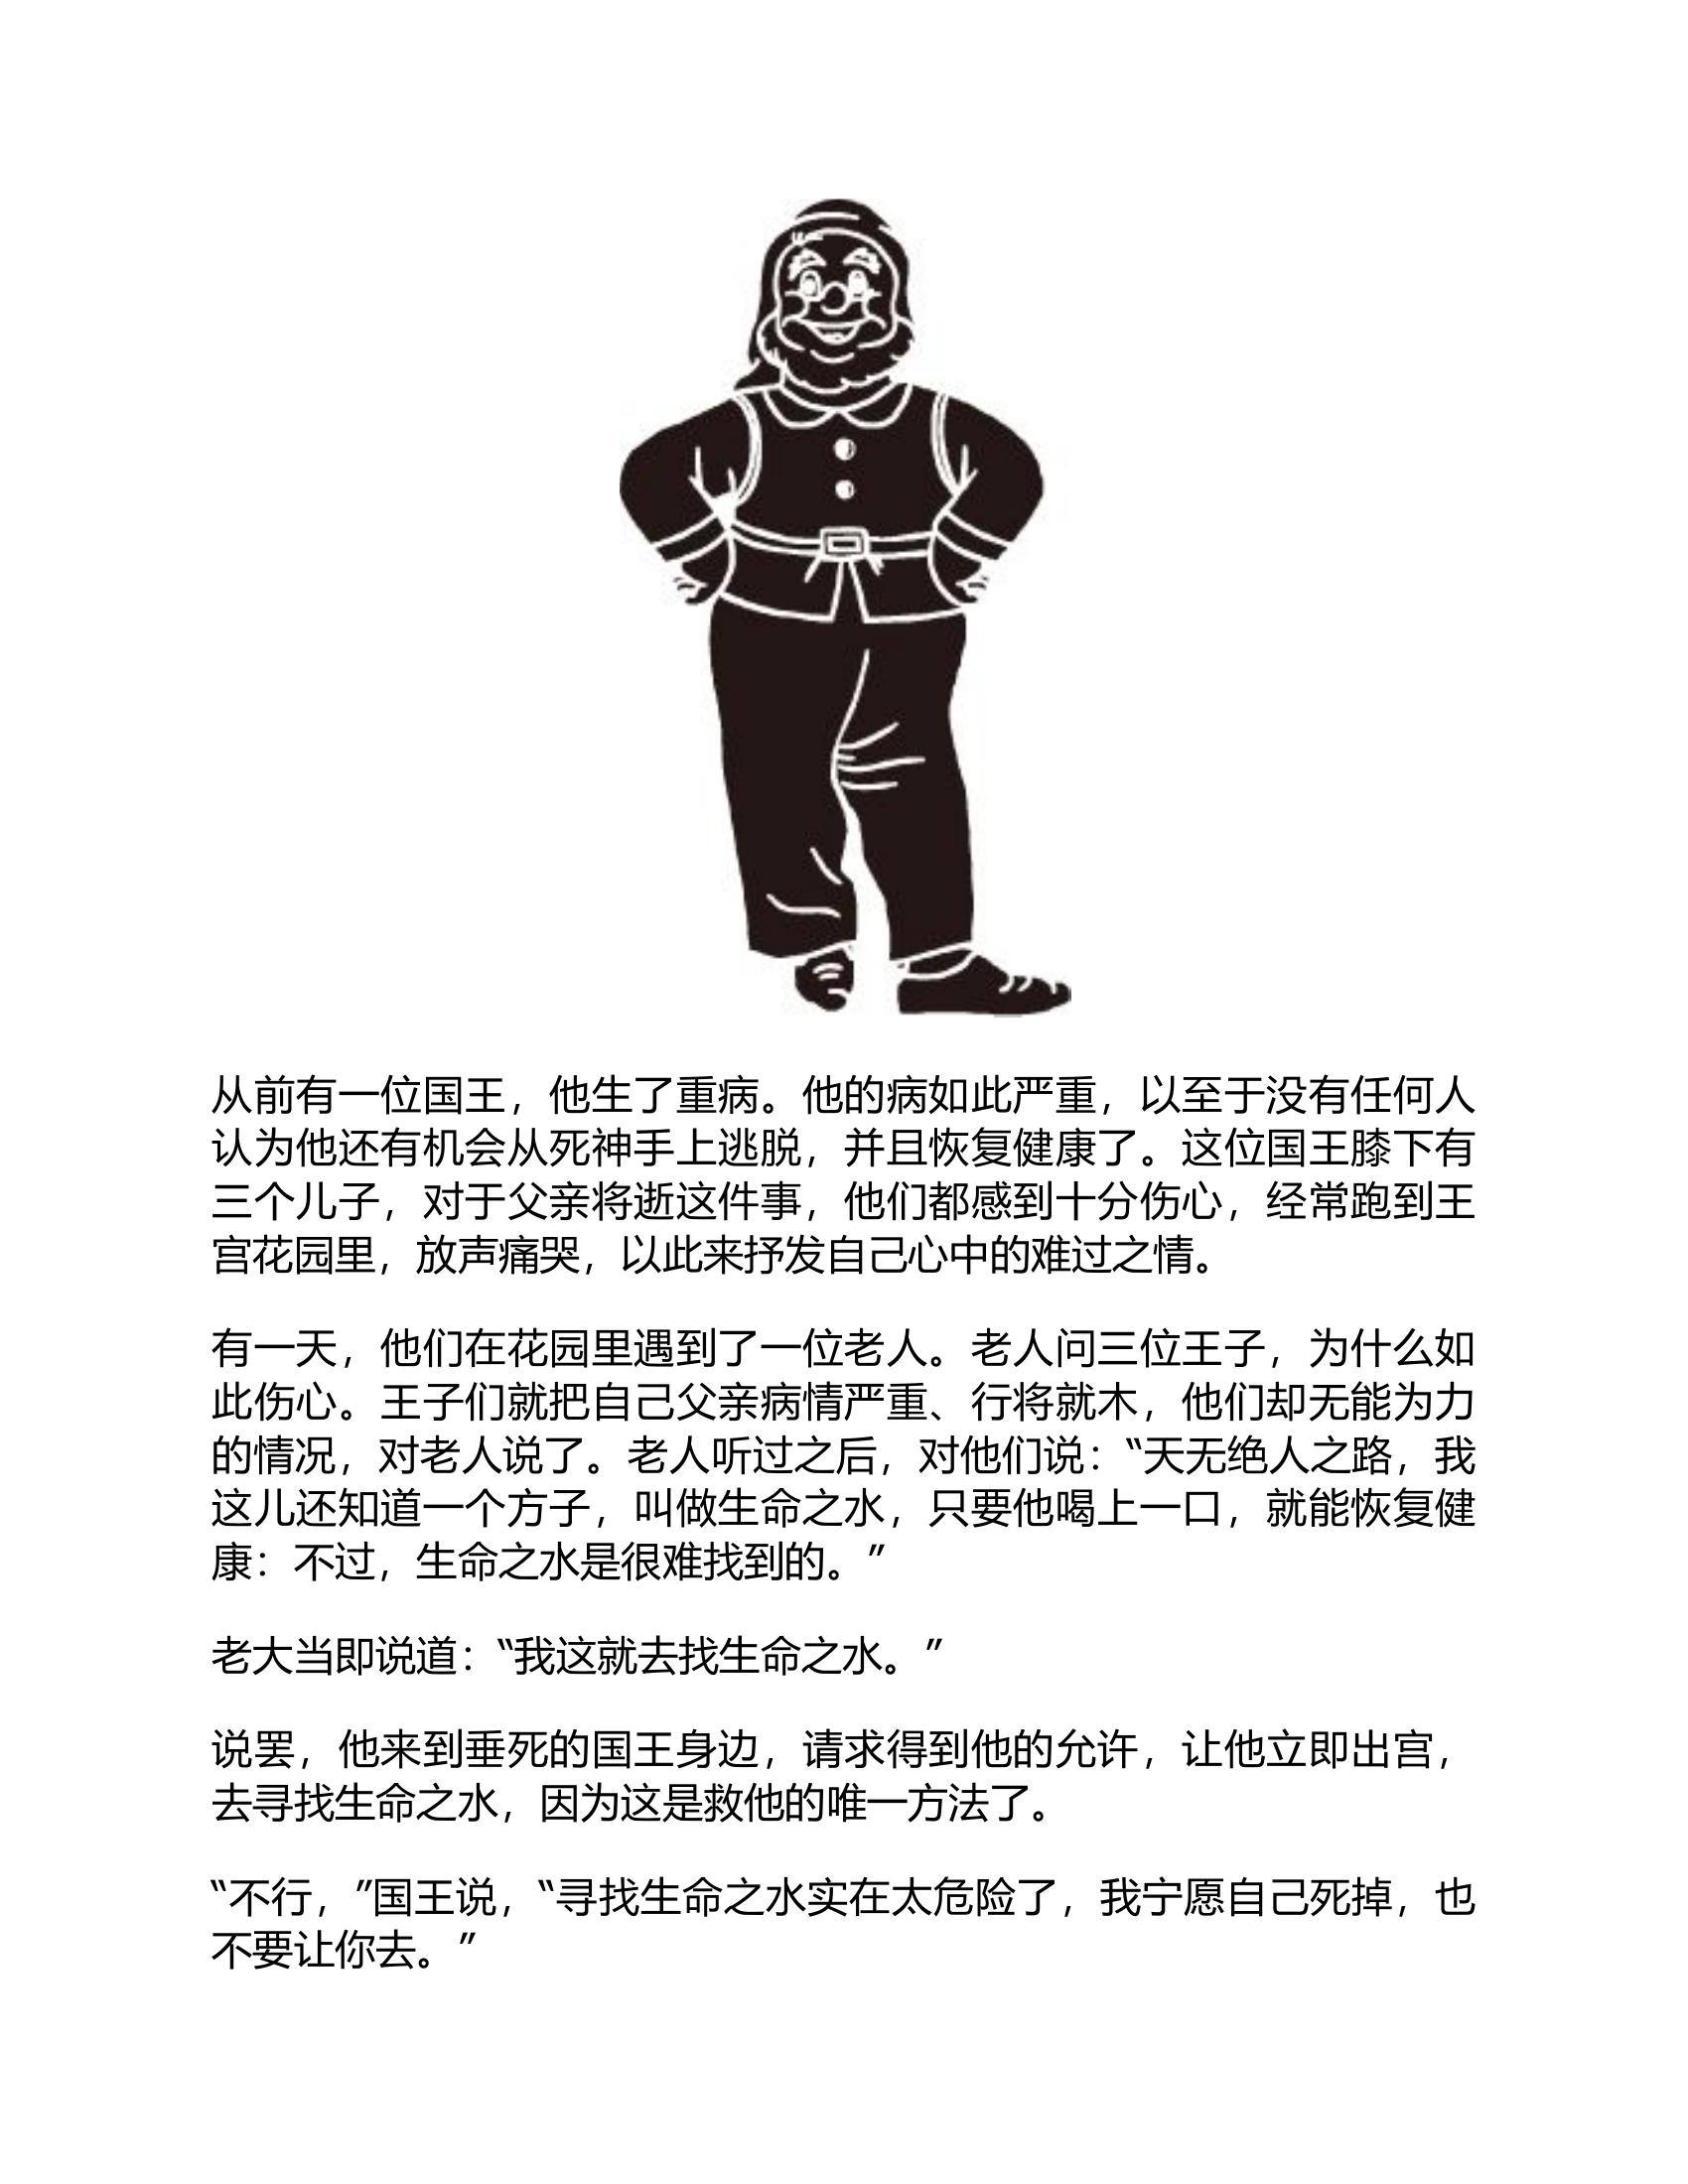 从前有一位国王，他生了重病。他的病如此严重，以至于没有任何人
认为他还有机会从死神手上逃脱，并且恢复健康了。这位国王膝下有
三个儿子，对于父亲将逝这件事，他们都感到十分伤心，经常跑到王
宫花园里，放声痛哭，以此来抒发自己心中的难过之情。
有一天，他们在花园里遇到了一位老人。老人问三位王子，为什么如
此伤心。王子们就把自己父亲病情严重、行将就木，他们却无能为力
的情况，对老人说了。老人听过之后，对他们说：“天无绝人之路，我
这儿还知道一个方子，叫做生命之水，只要他喝上一口，就能恢复健
康：不过，生命之水是很难找到的。”
老大当即说道：“我这就去找生命之水。”
说罢，他来到垂死的国王身边，请求得到他的允许，让他立即出宫，
去寻找生命之水，因为这是救他的唯一方法了。
“不行，”国王说，“寻找生命之水实在太危险了，我宁愿自己死掉，也
不要让你去。”